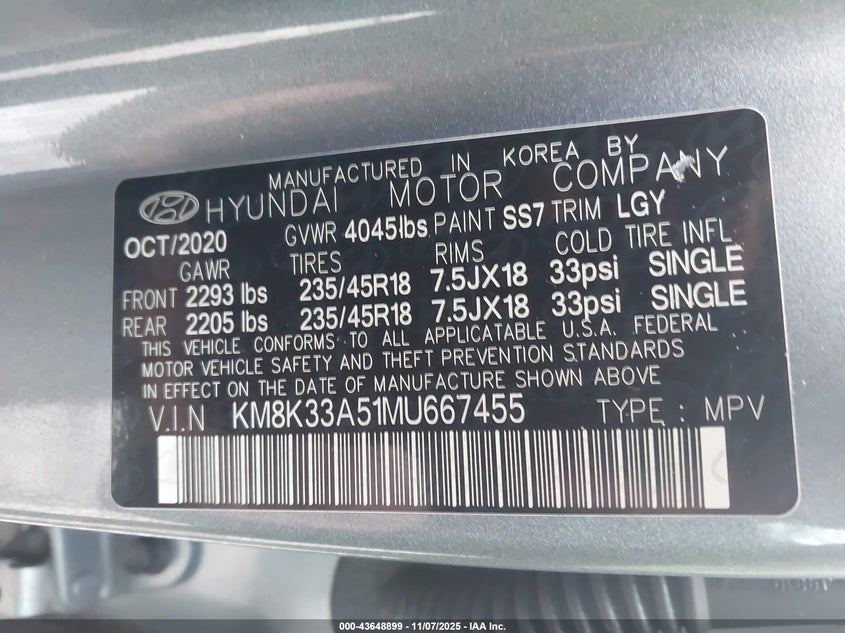 MANUFACTURED IN KOREA BY
HYUNDAI MOTOR COMPANY
OCT/2020 GVWR 4045lbs PAINT SS7 TRIM LGY
GAWR TIRES RIMS COLD TIRE INFL.
FRONT 2293 lbs 235/45R18 7.5JX18 33psi SINGLE
REAR 2205 lbs 235/45R18 7.5JX18 33psi SINGLE
THIS VEHICLE CONFORMS TO ALL APPLICATABLE U.S.A. FEDERAL
MOTOR VEHICLE SAFETY AND THEFT PREVENTION STANDARDS
IN EFFECT ON THE DATE OF MANUFACTURE SHOWN ABOVE
V.I.N KM8K33A51MU667455 TYPE : MPV
000-43648899 - 11/07/2025 - IAA Inc.